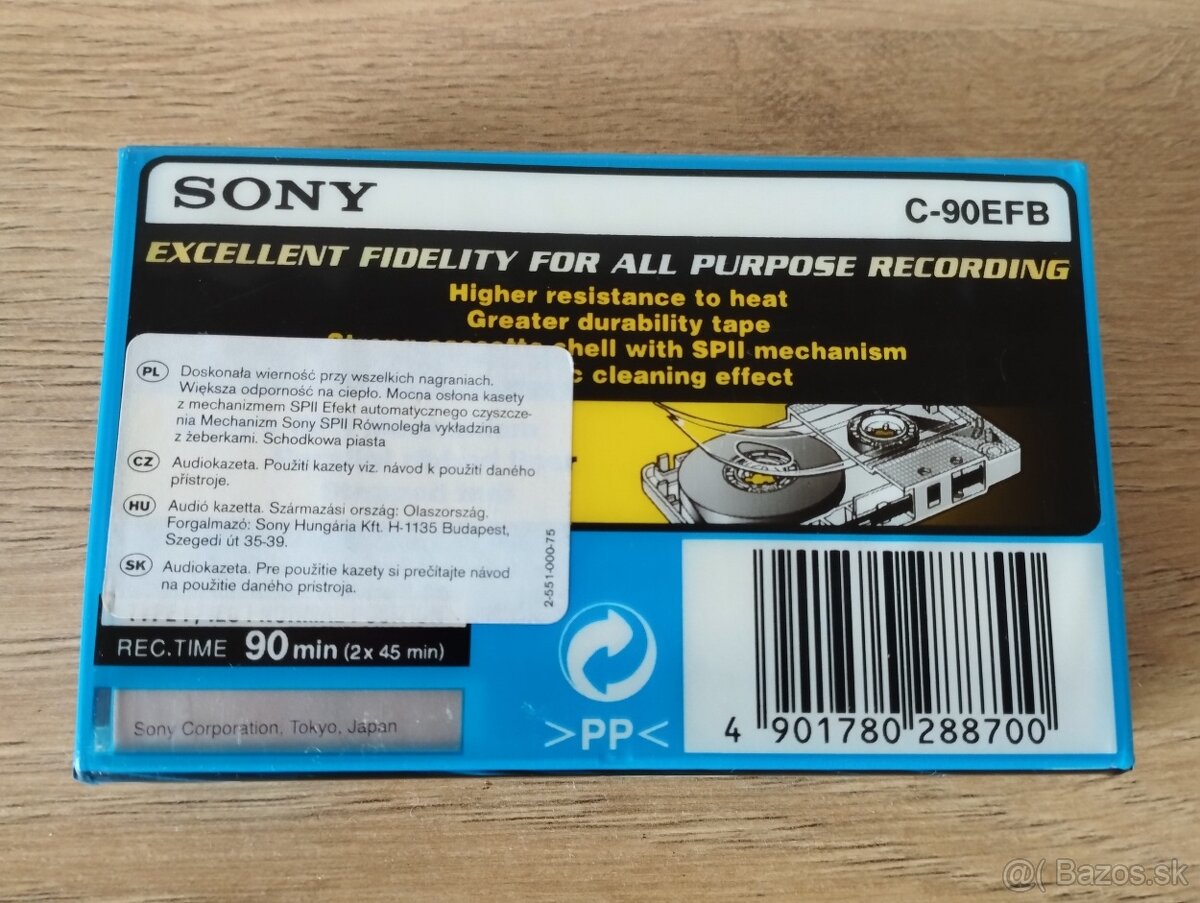 SONY
C-90EFB
EXCELLENT FIDELITY FOR ALL PURPOSE RECORDING
Higher resistance to heat
Greater durability tape
Strong cassette shell with SPII mechanism
cleaning effect
PL Doskonała wierność przy wszelkich nagraniach.
Większa odporność na ciepło. Mocna osłona kasety
z mechanizmem SPII Efekt automatycznego czyszcze-
nia Mechanizm Sony SPII Równoległa vykładzina
z żeberkami. Schodkowa piasta
CZ Audiokazeta. Použití kazety viz. návod k použití daného
přístroje.
HU Audió kazetta. Származási ország: Olaszország.
Forgalmazó: Sony Hungária Kft. H-1135 Budapest,
Szegedi út 35-39.
SK Audiokazeta. Pre použitie kazety si prečítajte návod
na použitie daného prístroja.
2-551-000-75
REC.TIME 90 min (2 x 45 min)
Sony Corporation, Tokyo, Japan
>PP<
4 901780 288700
@( Bazos.sk